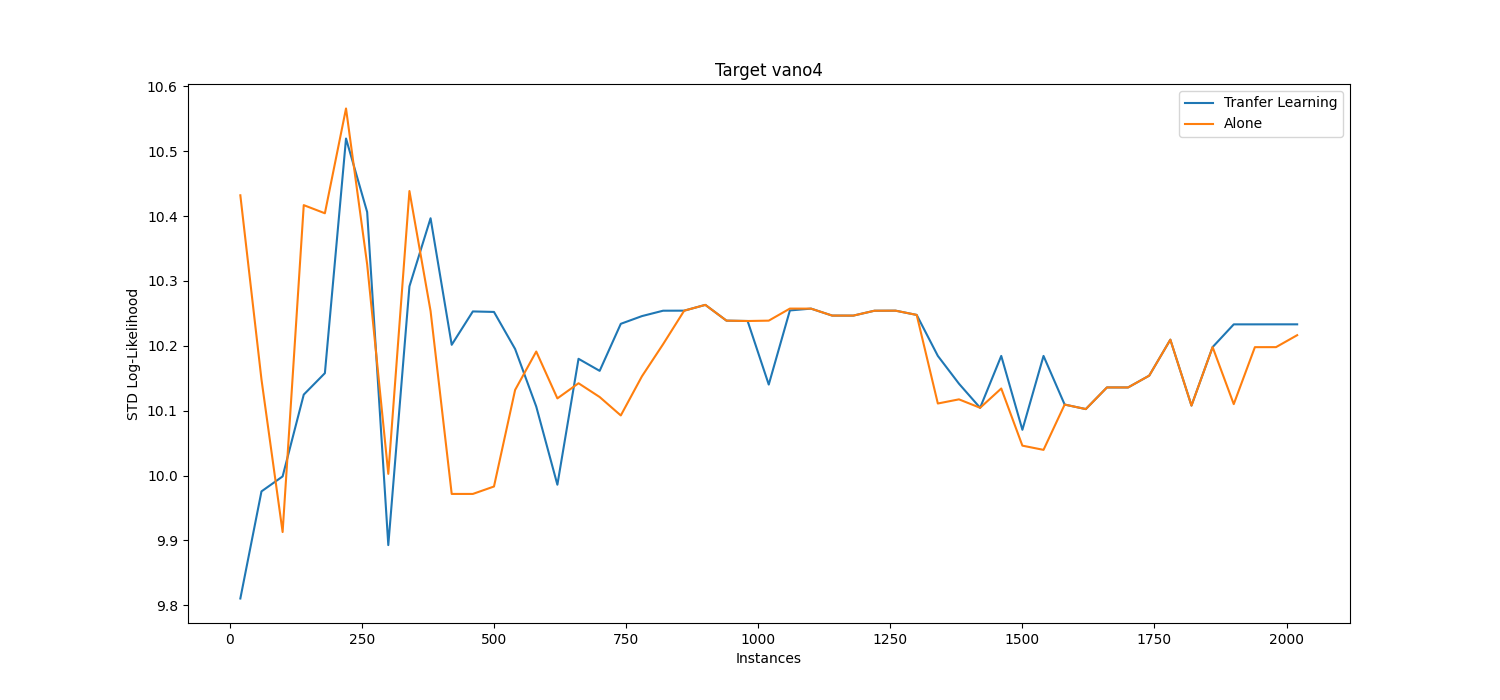 Target vano4
10.6
10.5
10.4
10.3
10.2
10.1
10.0
9.9
9.8
STD Log-Likelihood
Tranfer Learning
Alone
0 250 500 750 1000 1250 1500 1750 2000
Instances